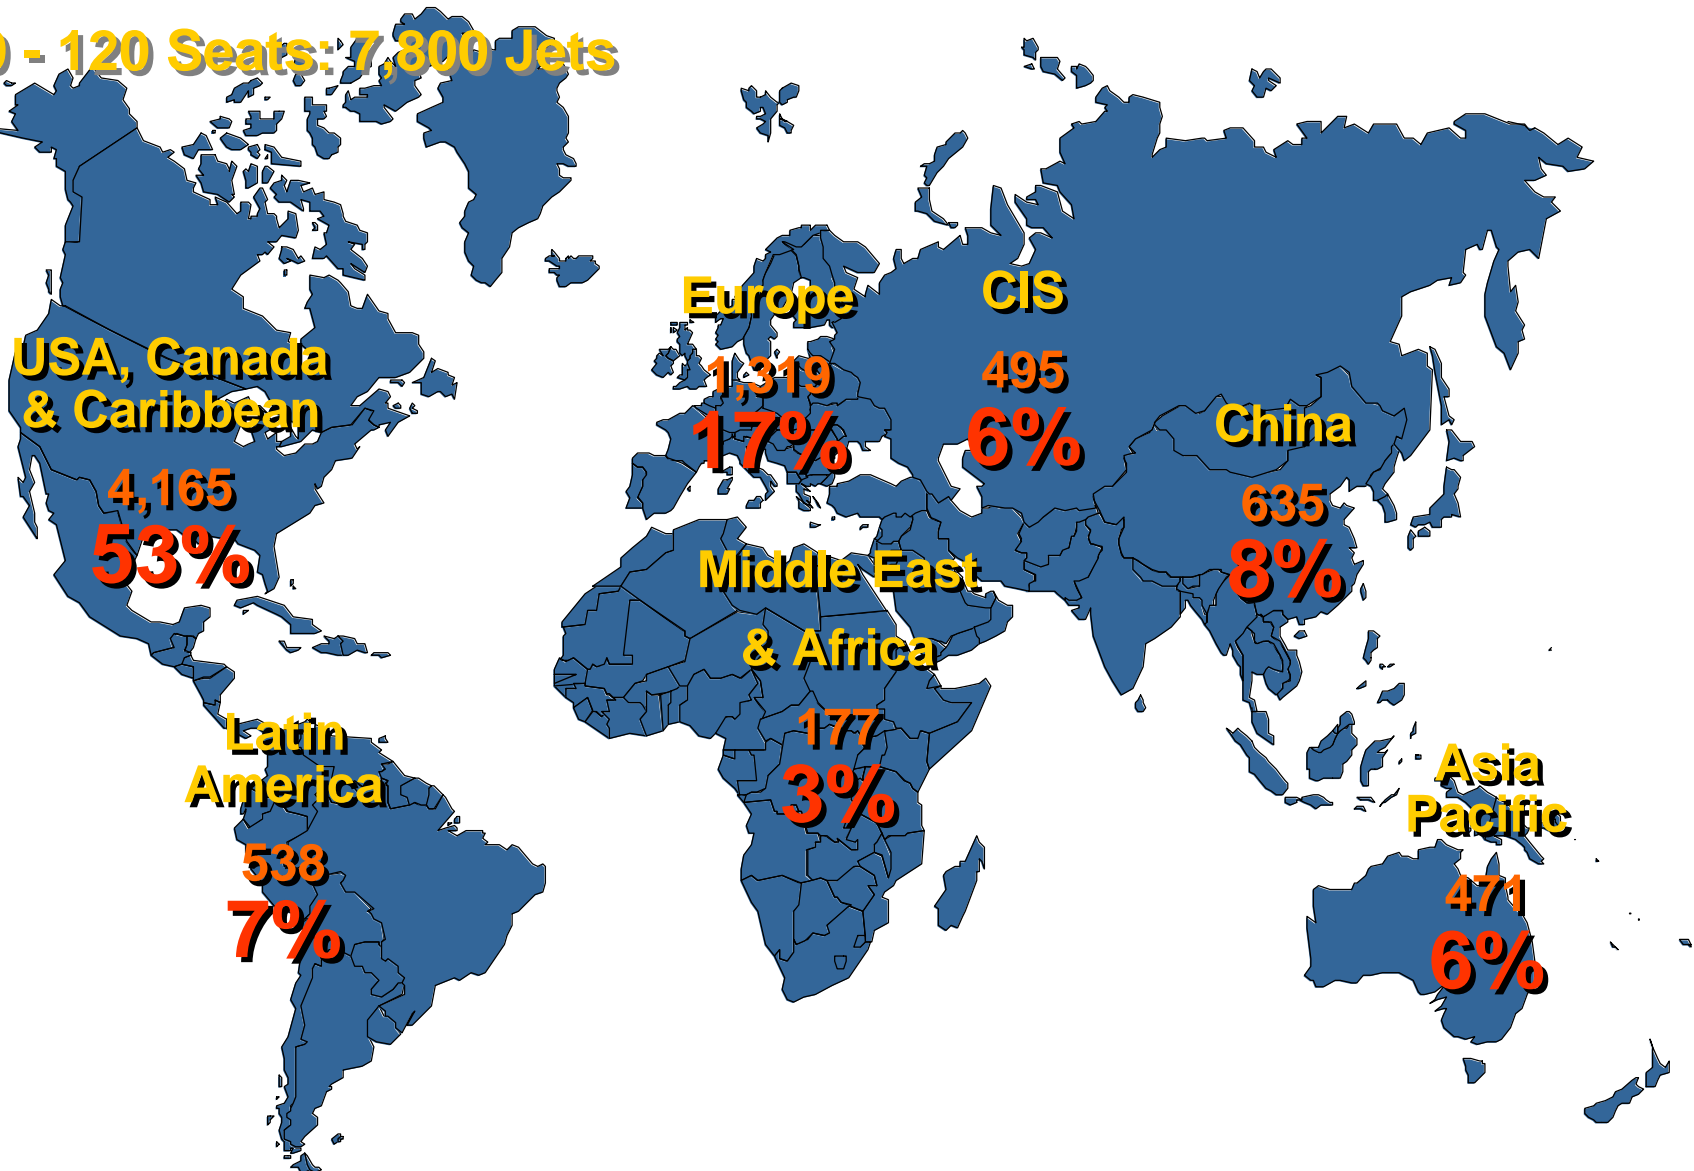 0 - 120 Seats: 7,800 Jets
USA, Canada
& Caribbean
4,165
53%
Europe
1,319
17%
CIS
495
6%
China
635
8%
Middle East
& Africa
177
3%
Latin
America
538
7%
Asia
Pacific
471
6%